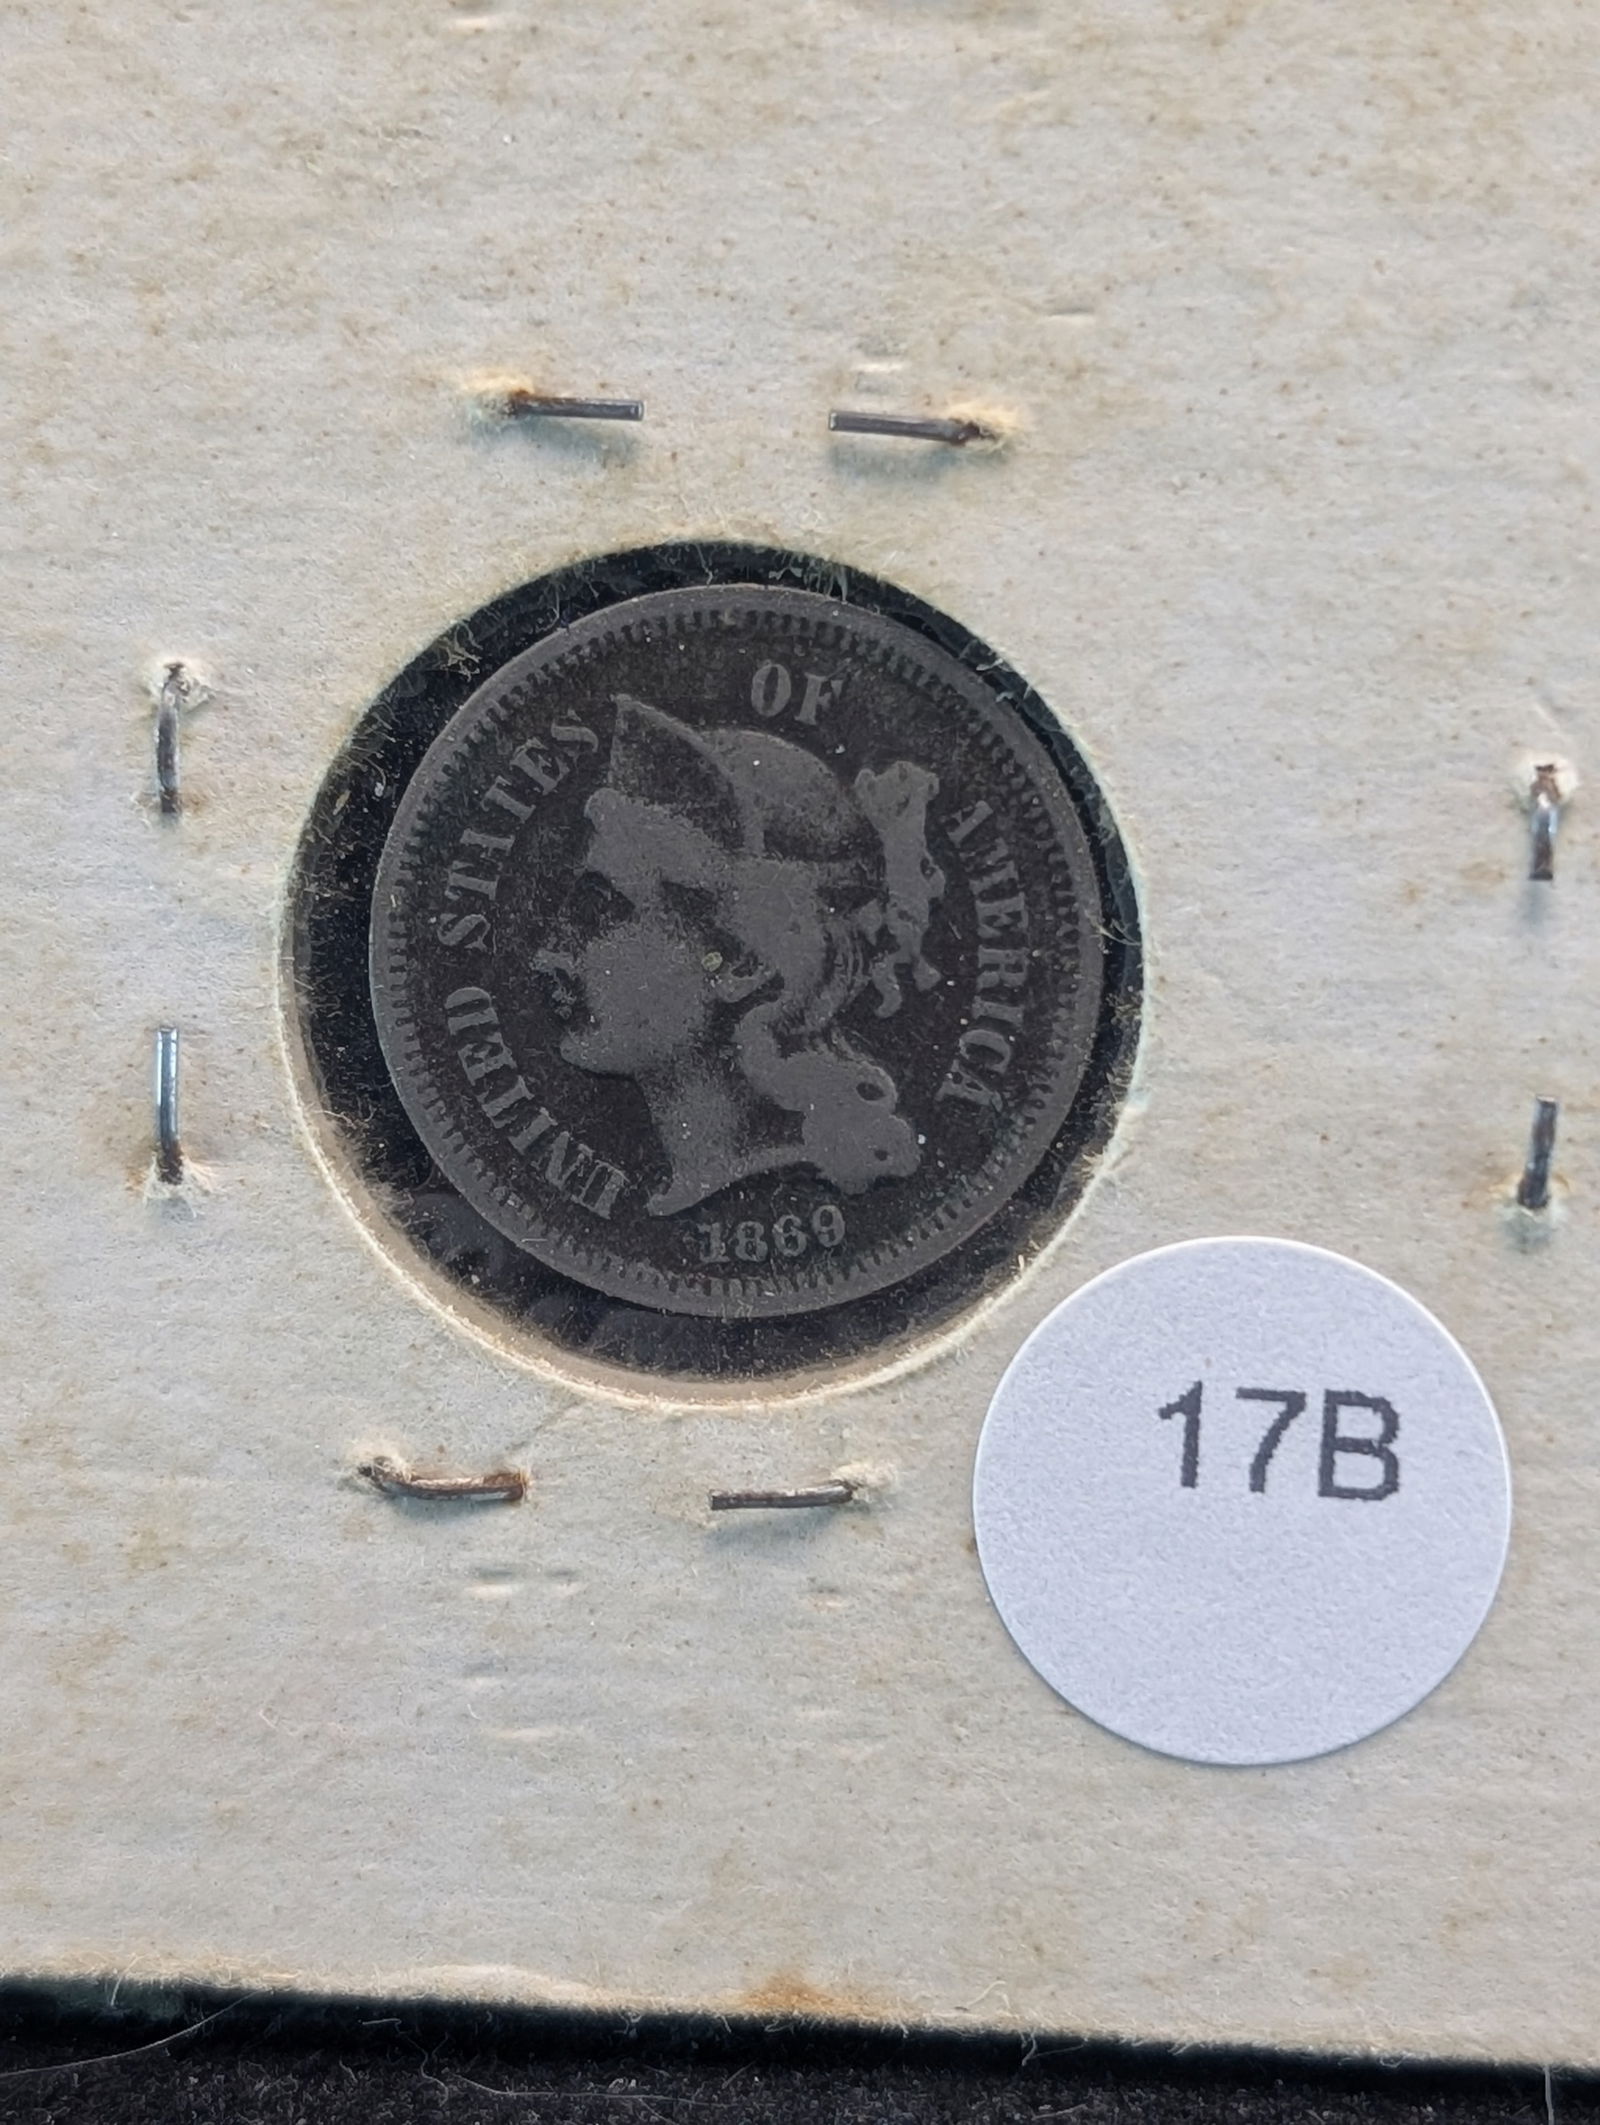 UNITED STATES OF AMERICA
1869
17B